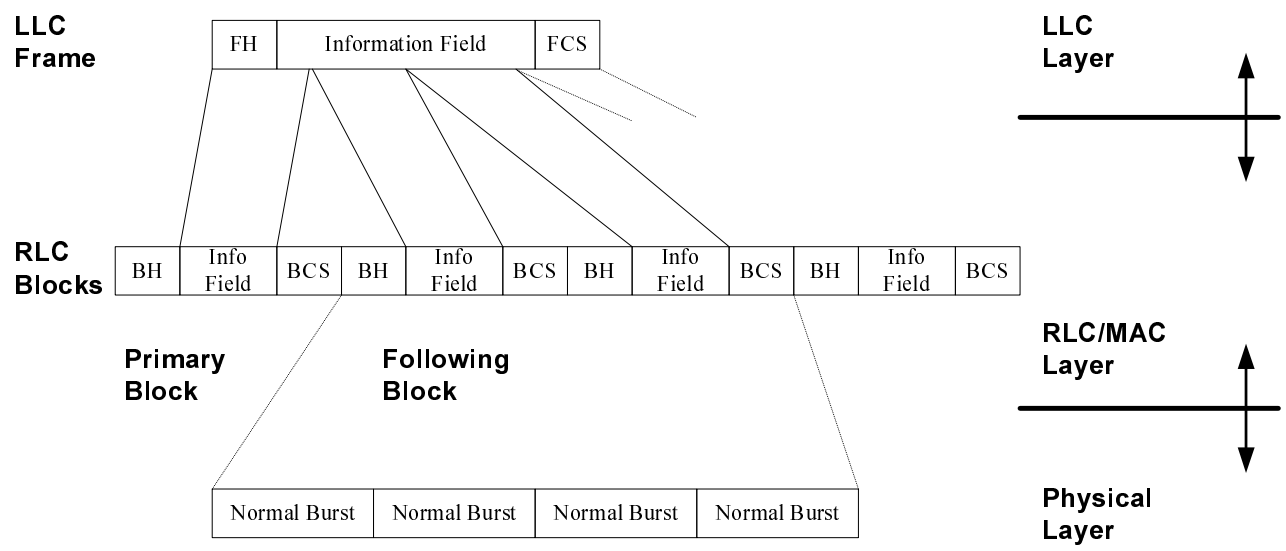 LLC
Frame
FH Information Field FCS
LLC
Layer
RLC
Blocks
BH Info Field BCS BH Info Field BCS BH Info Field BCS BH Info Field BCS
Primary
Block
Following
Block
RLC/MAC
Layer
Normal Burst Normal Burst Normal Burst Normal Burst
Physical
Layer